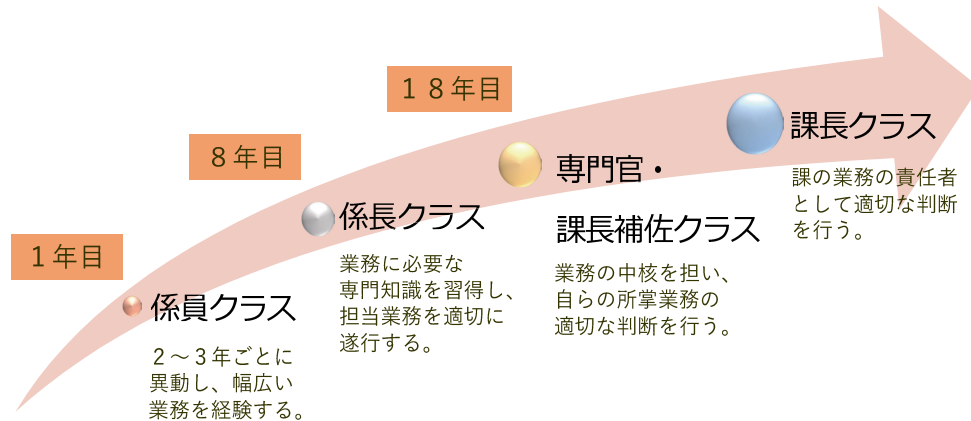 １年目
係員クラス
２～３年ごとに
異動し、幅広い
業務を経験する。
８年目
係長クラス
業務に必要な
専門知識を習得し、
担当業務を適切に
遂行する。
１８年目
専門官・
課長補佐クラス
業務の中核を担い、
自らの所掌業務の
適切な判断を行う。
課長クラス
課の業務の責任者
として適切な判断
を行う。